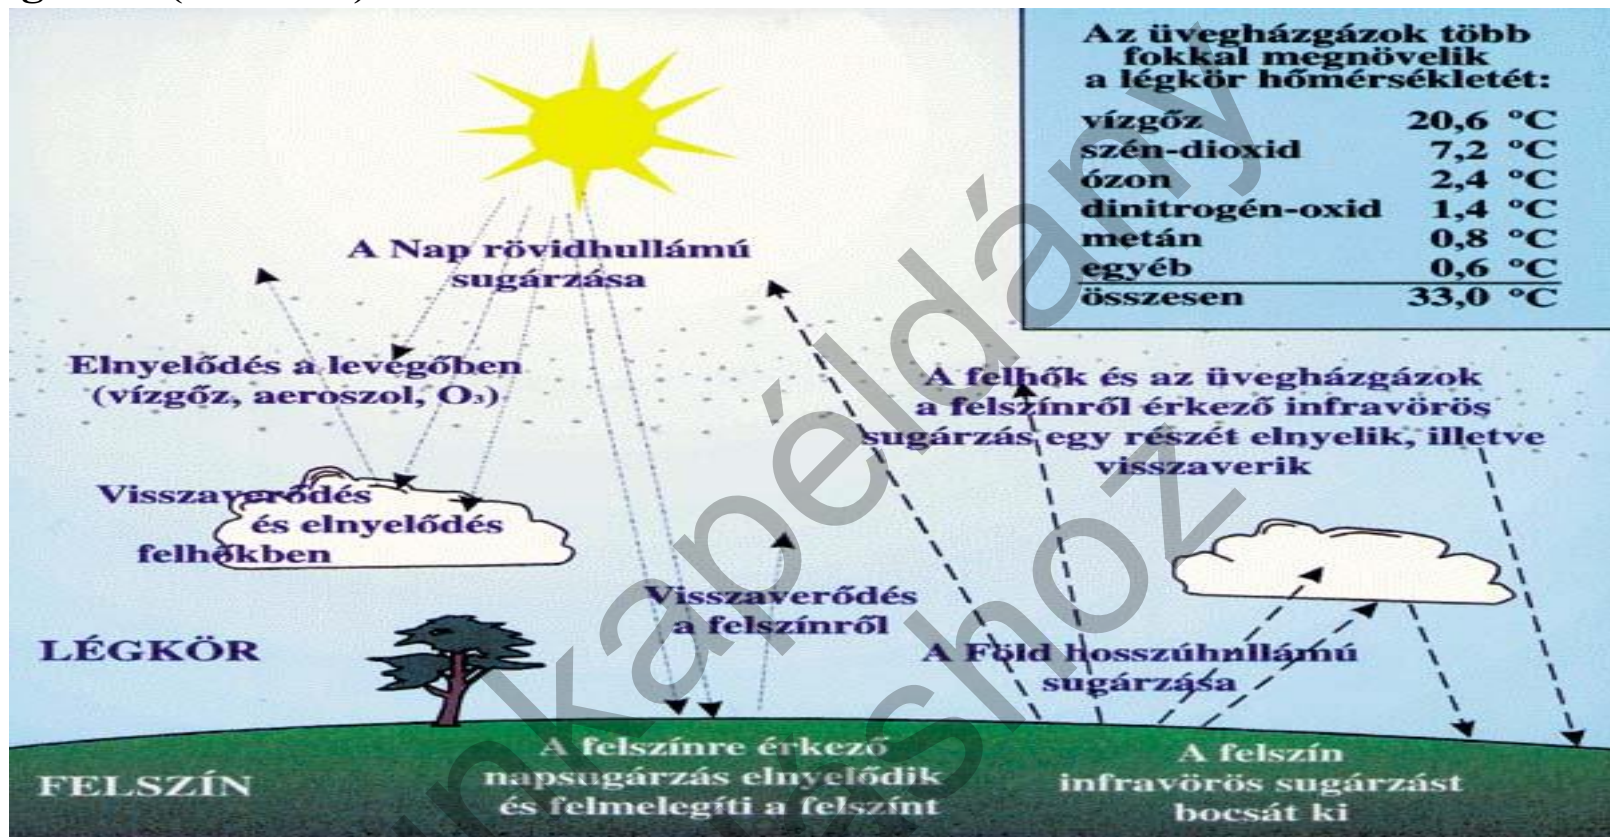 Az üvegházgázok több
fokkal megnövelik
a légkör hőmérsékletét:
vízgőz 20,6 °C
szén-dioxid 7,2 °C
ózon 2,4 °C
dinitrogén-oxid 1,4 °C
metán 0,8 °C
egyéb 0,6 °C
összesen 33,0 °C
A Nap rövidhullámú
sugárzása
Elnyelődés a levegőben
(vízgőz, aeroszol, O₃)
A felhők és az üvegházgázok
a felszínről érkező infravörös
sugárzás egy részét elnyelik, illetve
visszaverik
Visszaverődés
és elnyelődés
felhőkben
Visszaverődés
a felszínről
LÉGKÖR
A Föld hosszúhullámú
sugárzása
A felszínre érkező
napsugárzás elnyelődik
és felmelegíti a felszínt
A felszín
infravörös sugárzást
bocsát ki
FELSZÍN